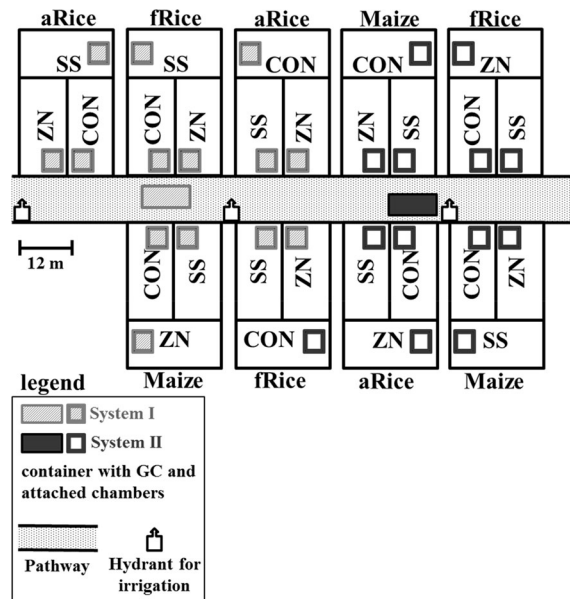 aRice fRice aRice Maize fRice
SS SS CON CON ZN
ZN CON CON ZN SS ZN ZN SS CON SS
12 m
CON SS SS ZN SS CON CON ZN
ZN CON ZN SS
Maize fRice aRice Maize
legend
System I
System II
container with GC and
attached chambers
Pathway
Hydrant for
irrigation